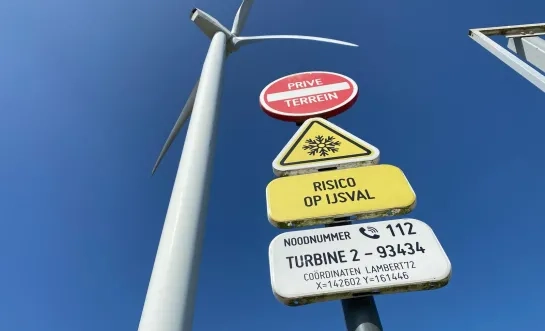 PRIVE
TERREIN
RISICO
OP IJSVAL
NOODNUMMER 112
TURBINE 2 – 93434
COÖRDINATEN LAMBERT72
X=142602 Y=161446